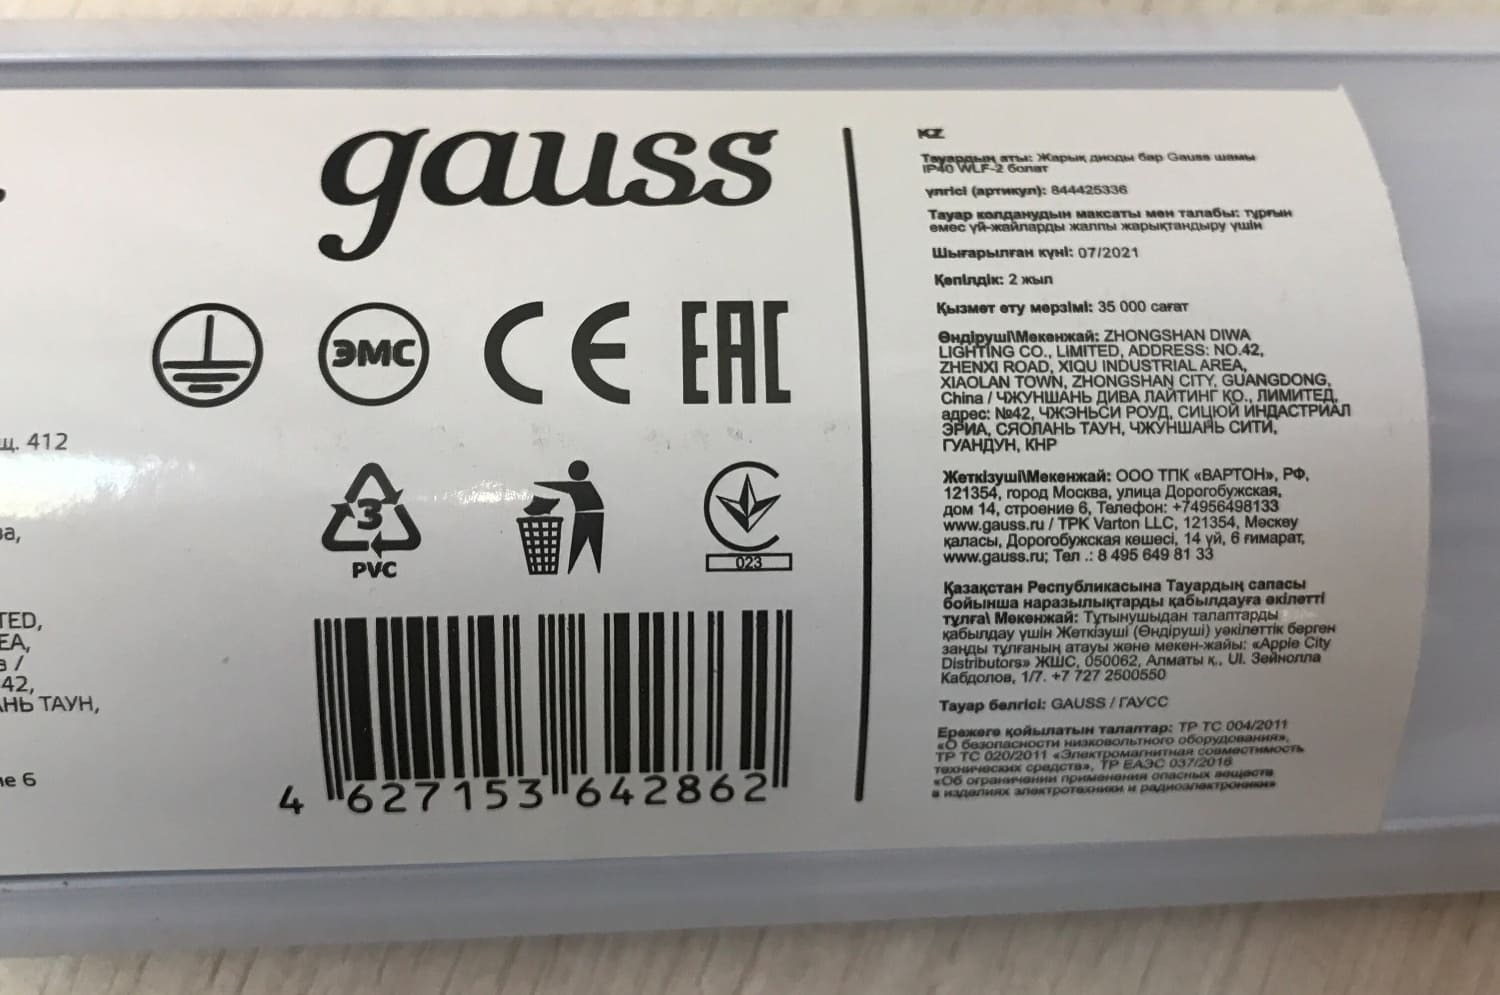 gauss
ЭМС
CE
EAC
3
PVC
023
4 627153 642862
щ. 412
ва,
TED,
EA,
42,
АНЬ ТАУН,
ие 6
KZ
Тауардың аты: Жарық диоды бар Gauss шамы
IP40 WLF-2 болат
үлгісі (артикул): 844425336
Тауар қолданудың максаты мен талабы: тұрғын
емес үй-жайларды жалпы жарықтандыру үшін
Шығарылған күні: 07/2021
Кепілдік: 2 жыл
Қызмет ету мерзімі: 35 000 сағат
Өндіруші\Мекенжай: ZHONGSHAN DIWA
LIGHTING CO., LIMITED, ADDRESS: NO.42,
ZHENXI ROAD, XIQU INDUSTRIAL AREA,
XIAOLAN TOWN, ZHONGSHAN CITY, GUANGDONG,
China / ЧЖУНШАНЬ ДИВА ЛАЙТИНГ КО., ЛИМИТЕД,
адрес: №42, ЧЖЭНЬСИ РОУД, СИЦЮЙ ИНДАСТРИАЛ
ЭРИА, СЯОЛАНЬ ТАУН, ЧЖУНШАНЬ СИТИ,
ГУАНДУН, КНР
Жеткізуші\Мекенжай: ООО ТПК «ВАРТОН», РФ,
121354, город Москва, улица Дорогобужская,
дом 14, строение 6, Телефон: +74956498133
www.gauss.ru / TPK Varton LLC, 121354, Мәскеу
қаласы, Дорогобужская көшесі, 14 үй, 6 ғимарат,
www.gauss.ru; Тел .: 8 495 649 81 33
Қазақстан Республикасына Тауардың сапасы
бойынша наразылықтарды қабылдауға өкілетті
тұлға\ Мекенжай: Тұтынушыдан талаптарды
қабылдау үшін Жеткізуші (Өндіруші) уәкілеттік берген
заңды тұлғаның атауы және мекен-жайы: «Apple City
Distributors» ЖШС, 050062, Алматы қ., Ul. Зейнолла
Кабдолов, 1/7. +7 727 2500550
Тауар белгісі: GAUSS / ГАУСС
Ережеге қойылатын талаптар: ТР ТС 004/2011
«О безопасности низковольтного оборудования»,
ТР ТС 020/2011 «Электромагнитная совместимость
технических средств», ТР ЕАЭС 037/2016
«Об ограничении применения опасных веществ
в изделиях электротехники и радиоэлектроники»